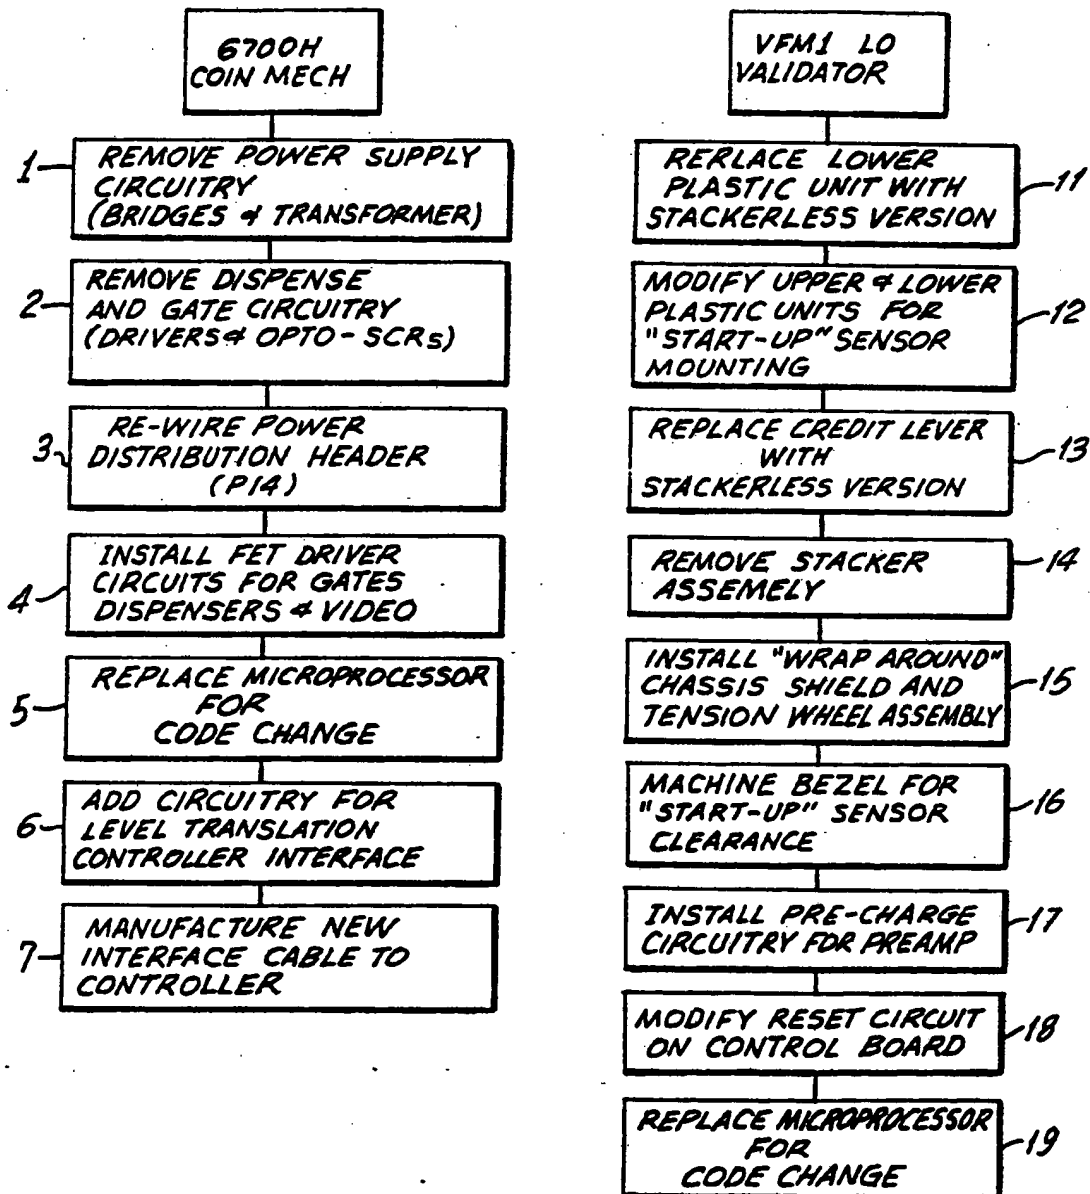 6700H
COIN MECH
1
REMOVE POWER SUPPLY
CIRCUITRY
(BRIDGES & TRANSFORMER)
2
REMOVE DISPENSE
AND GATE CIRCUITRY
(DRIVERS & OPTO-SCRs)
3
RE-WIRE POWER
DISTRIBUTION HEADER
(P14)
4
INSTALL FET DRIVER
CIRCUITS FOR GATES
DISPENSERS & VIDEO
5
REPLACE MICROPROCESSOR
FOR
CODE CHANGE
6
ADD CIRCUITRY FOR
LEVEL TRANSLATION
CONTROLLER INTERFACE
7
MANUFACTURE NEW
INTERFACE CABLE TO
CONTROLLER
VFM1 LO
VALIDATOR
RERLACE LOWER
PLASTIC UNIT WITH
STACKERLESS VERSION
11
MODIFY UPPER & LOWER
PLASTIC UNITS FOR
"START-UP" SENSOR
MOUNTING
12
REPLACE CREDIT LEVER
WITH
STACKERLESS VERSION
13
REMOVE STACKER
ASSEMELY
14
INSTALL "WRAP AROUND"
CHASSIS SHIELD AND
TENSION WHEEL ASSEMBLY
15
MACHINE BEZEL FOR
"START-UP" SENSOR
CLEARANCE
16
INSTALL PRE-CHARGE
CIRCUITRY FOR PREAMP
17
MODIFY RESET CIRCUIT
ON CONTROL BOARD
18
REPLACE MICROPROCESSOR
FOR
CODE CHANGE
19